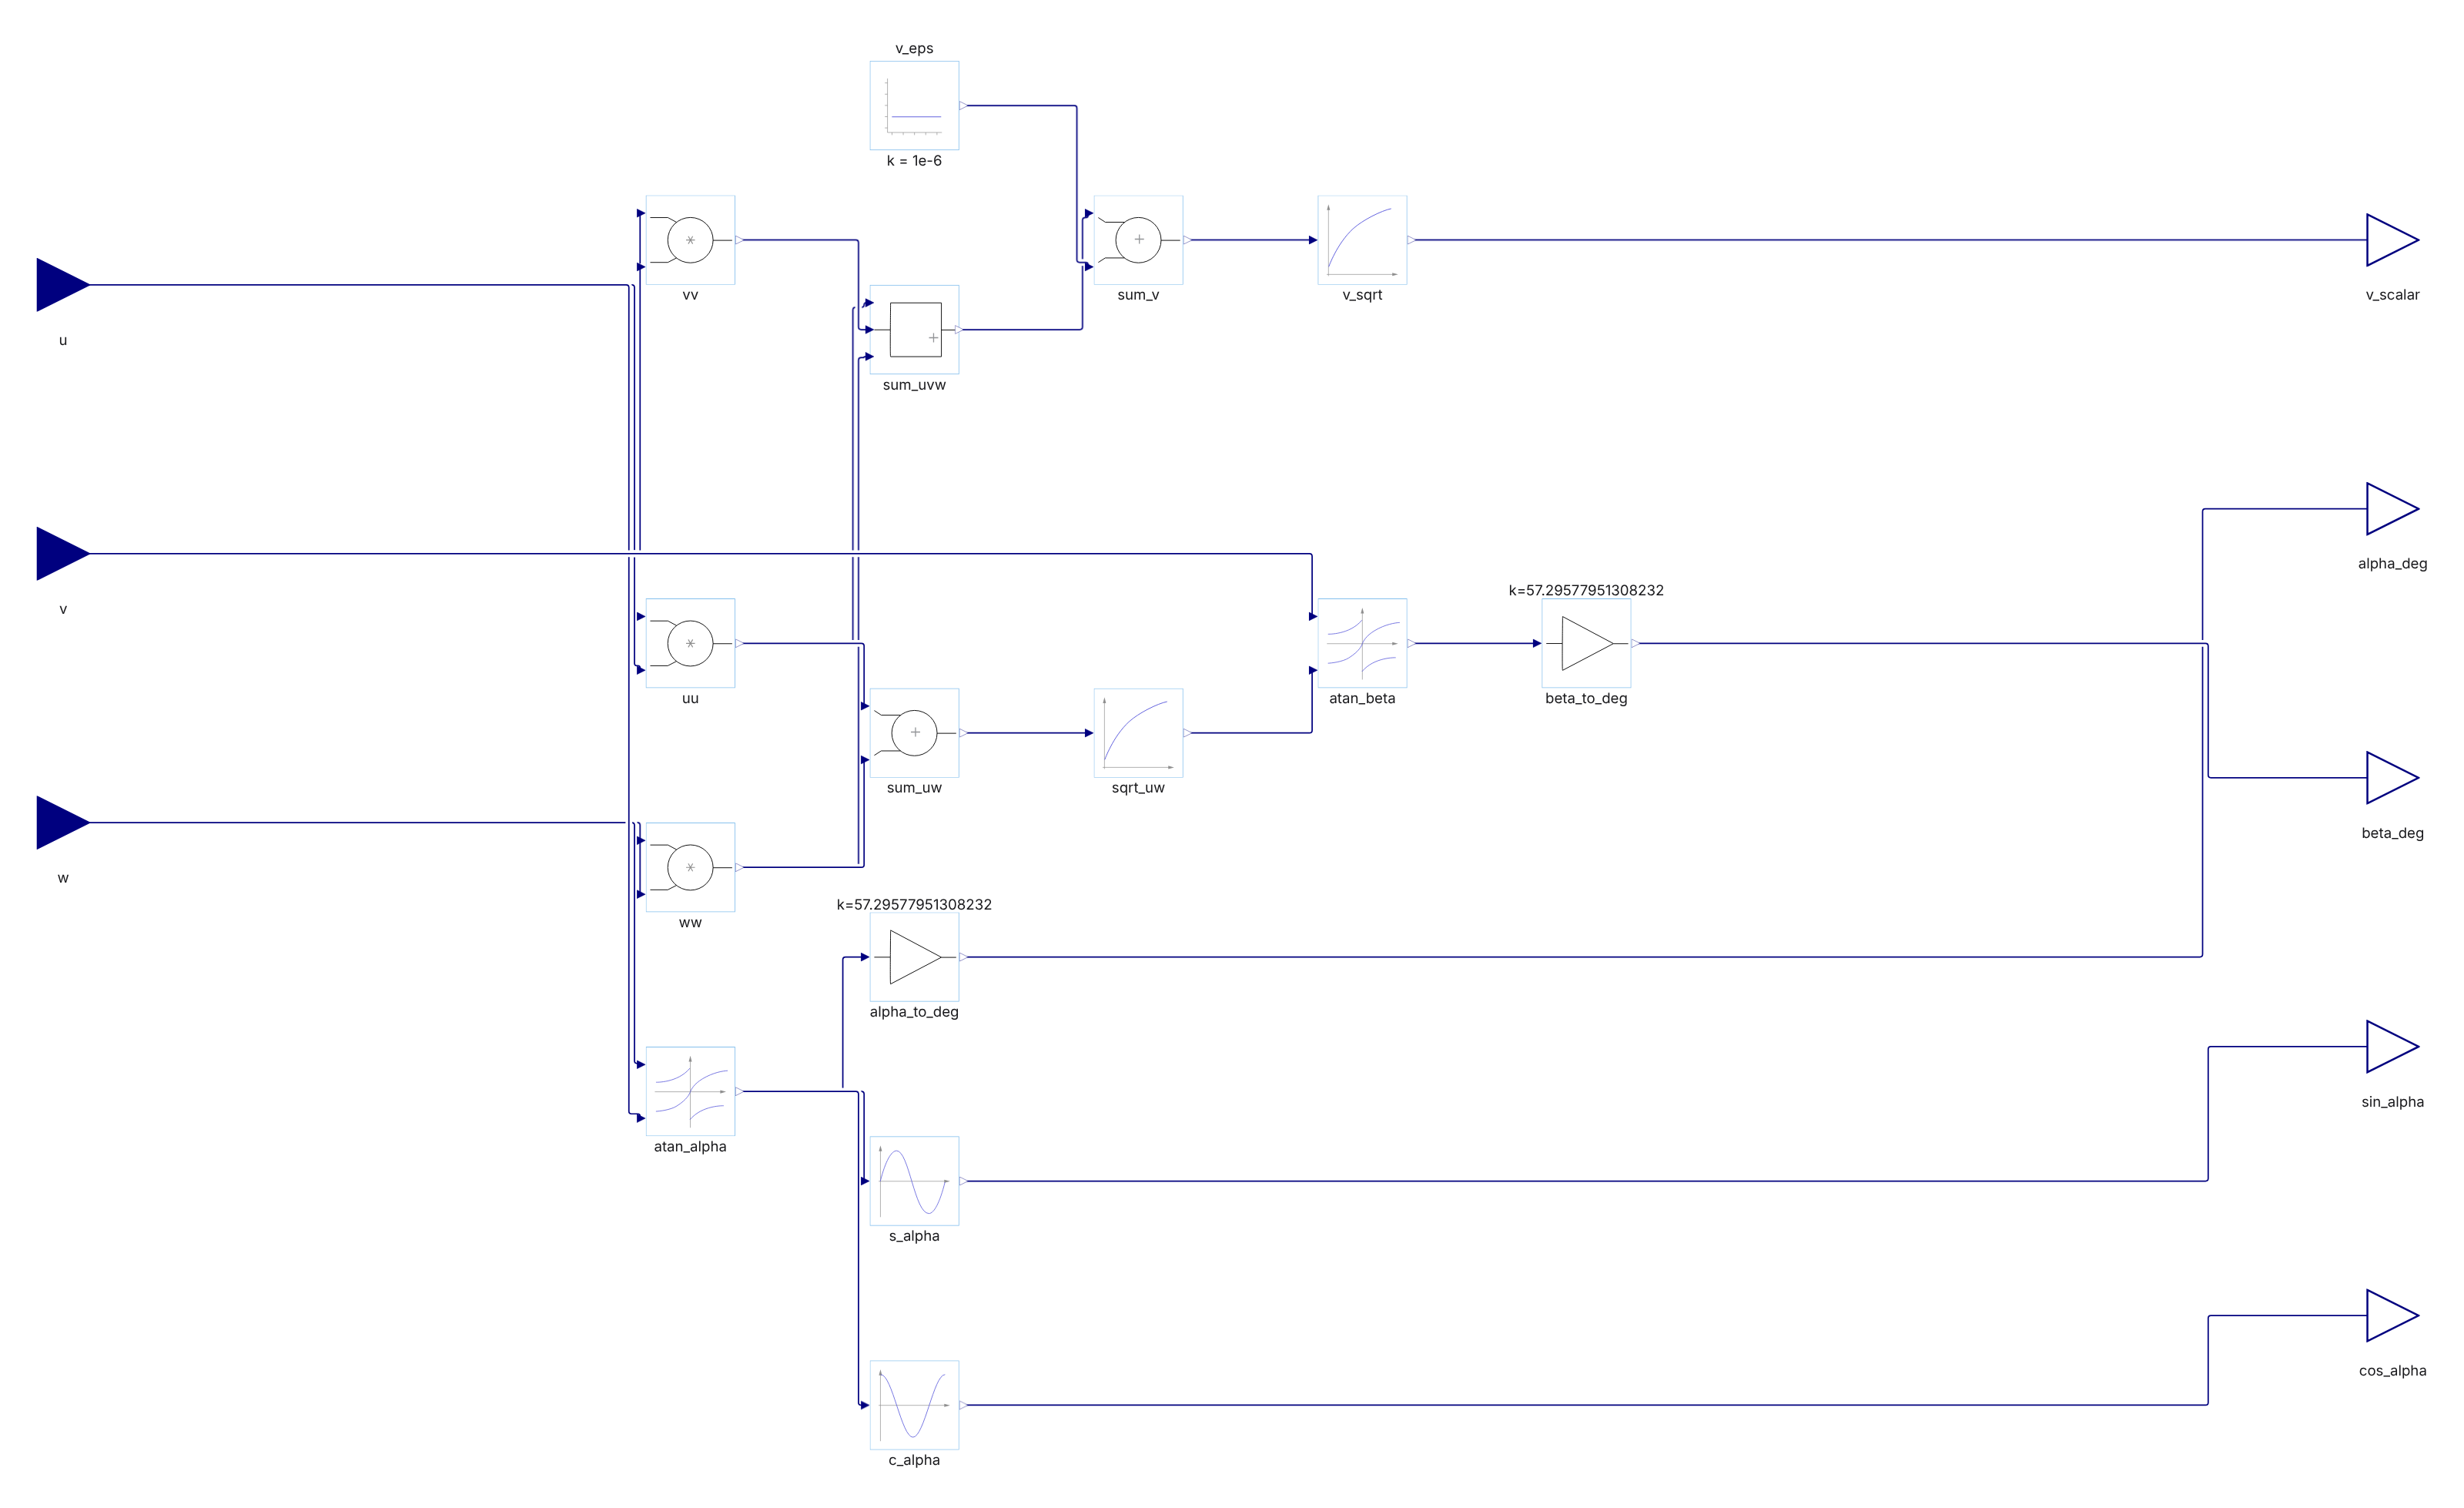 v_eps
k = 1e-6
vv
sum_v
v_sqrt
v_scalar
u
sum_uvw
alpha_deg
k=57.29577951308232
v
uu
atan_beta
beta_to_deg
sum_uw
sqrt_uw
beta_deg
w
k=57.29577951308232
ww
alpha_to_deg
sin_alpha
atan_alpha
s_alpha
cos_alpha
c_alpha